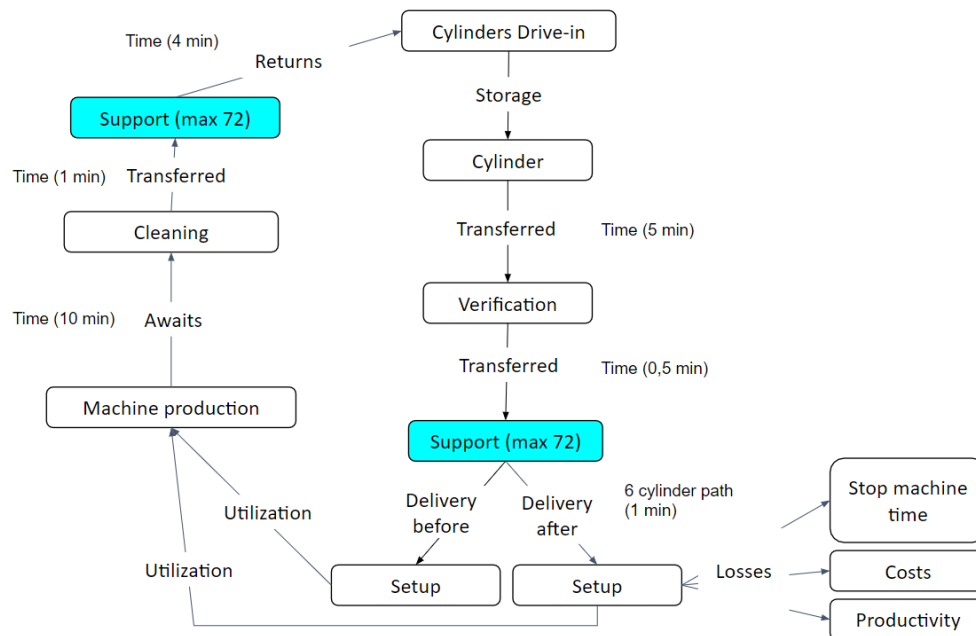 Cylinders Drive-in
Time (4 min)
Returns
Storage
Support (max 72)
Cylinder
Time (1 min)
Transferred
Transferred
Time (5 min)
Cleaning
Verification
Time (10 min)
Awaits
Transferred
Time (0,5 min)
Machine production
Support (max 72)
Utilization
Delivery
before
Delivery
after
6 cylinder path
(1 min)
Stop machine
time
Utilization
Setup
Setup
Losses
Costs
Productivity